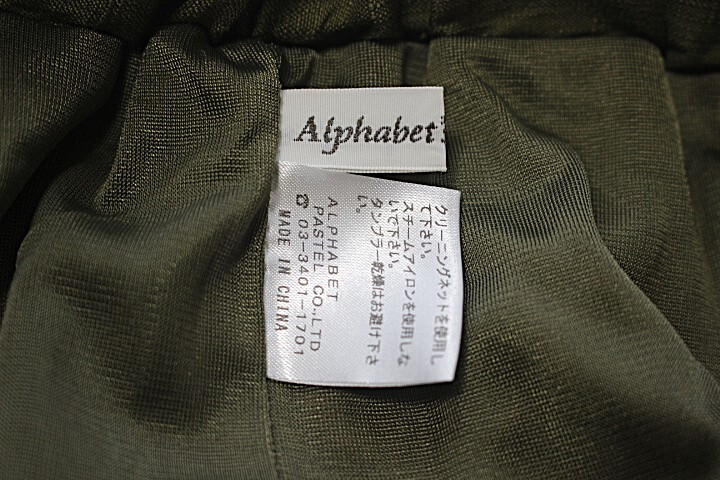 Alphabet
クリーニングネットを使用し
て下さい。
スチームアイロンを使用しな
いで下さい。
タンブラー乾燥はお避け下さ
い。
ALPHABET
PASTEL CO.,LTD
☎ 03-3401-1701
MADE IN CHINA